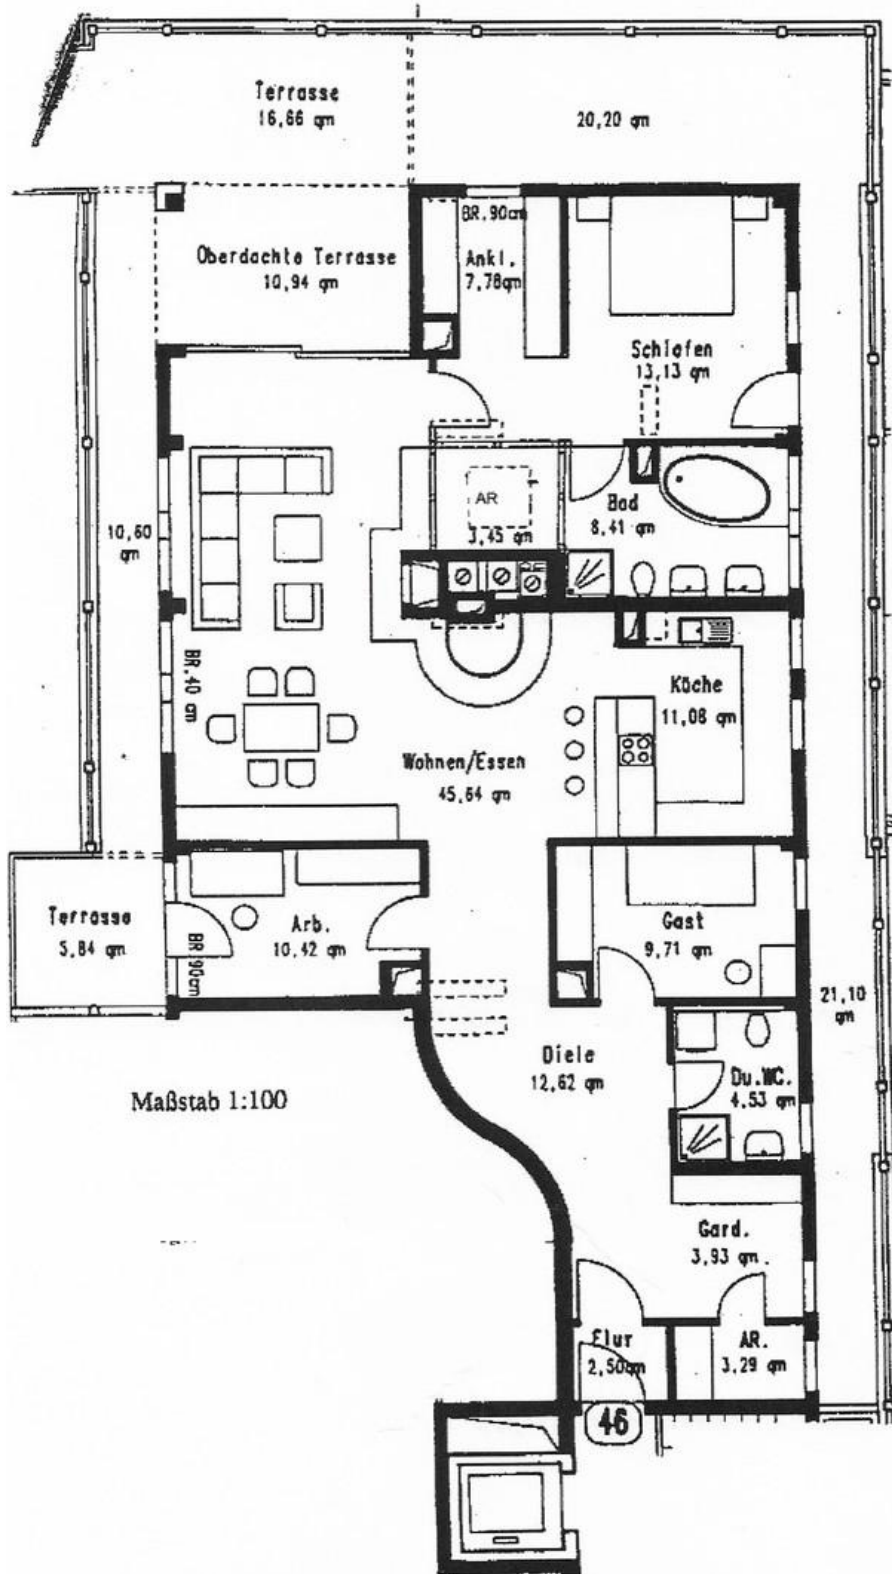 Terrasse
16,66 qm
20,20 qm
BR.90cm
Ankl.
7,78qm
Oberdachte Terrasse
10,94 qm
Schlafen
13,13 qm
AR
3,45 qm
Bad
8,41 qm
10,60
qm
BR.40 cm
Köche
11,08 qm
Wohnen/Essen
45,64 qm
Terrasse
5,84 qm
BR 90cm
Arb.
10,42 qm
Gast
9,71 qm
21,10
qm
Diele
12,62 qm
Du.WC.
4,53 qm
Maßstab 1:100
Gard.
3,93 qm
Flur
2,50qm
AR.
3,29 qm
46